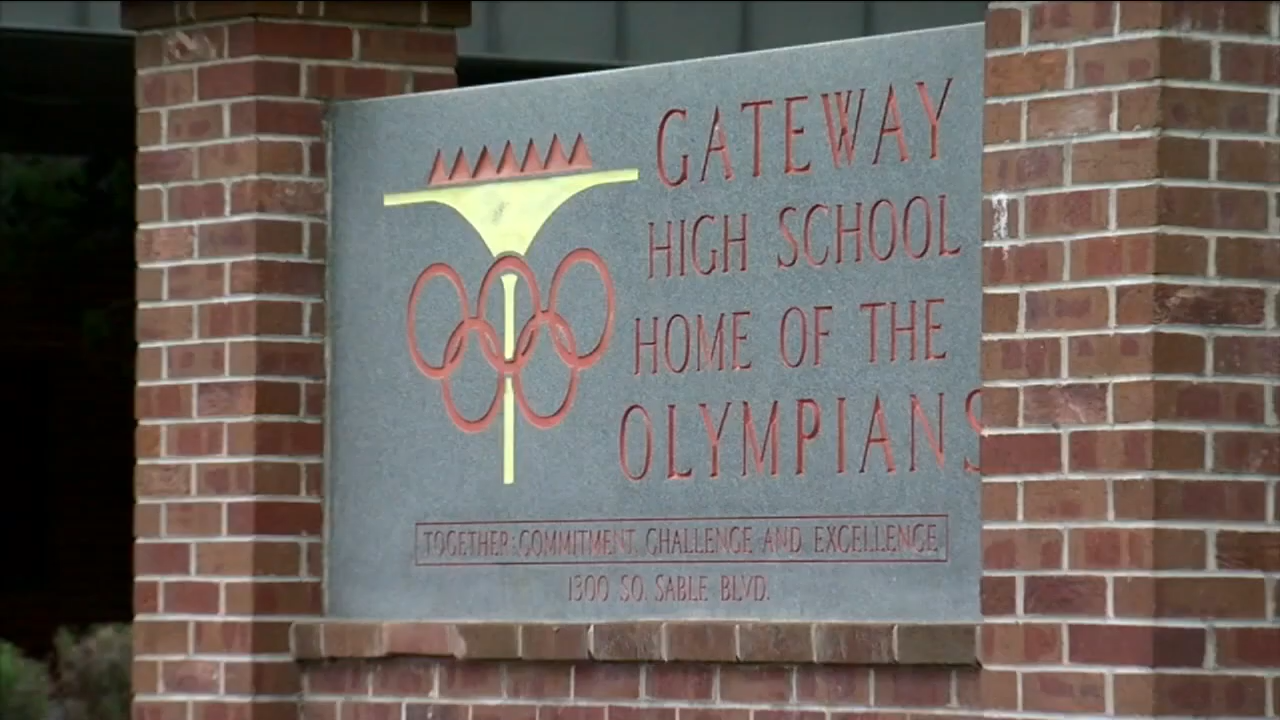 GATEWAY
HIGH SCHOOL
HOME OF THE
OLYMPIANS
TOGETHER: COMMITMENT, CHALLENGE AND EXCELLENCE
1300 SO. SABLE BLVD.